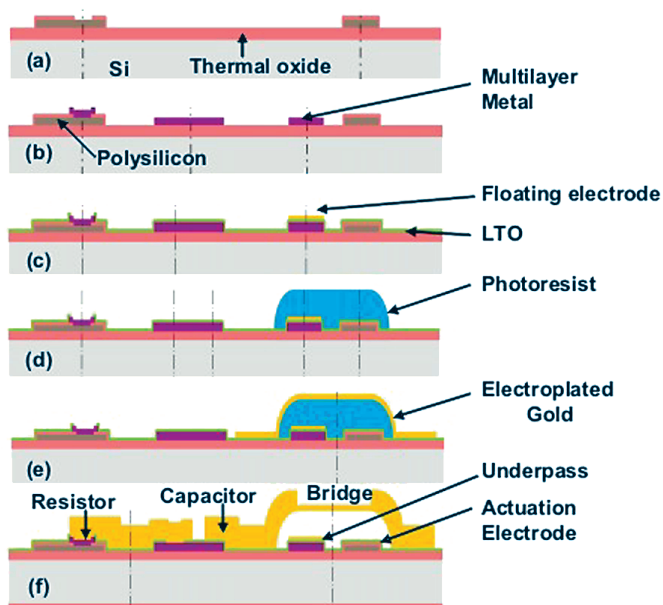 (a)
Si
Thermal oxide
Multilayer
Metal
(b)
Polysilicon
Floating electrode
LTO
(c)
Photoresist
(d)
Electroplated
Gold
(e)
Underpass
Resistor
Capacitor
Bridge
Actuation
Electrode
(f)